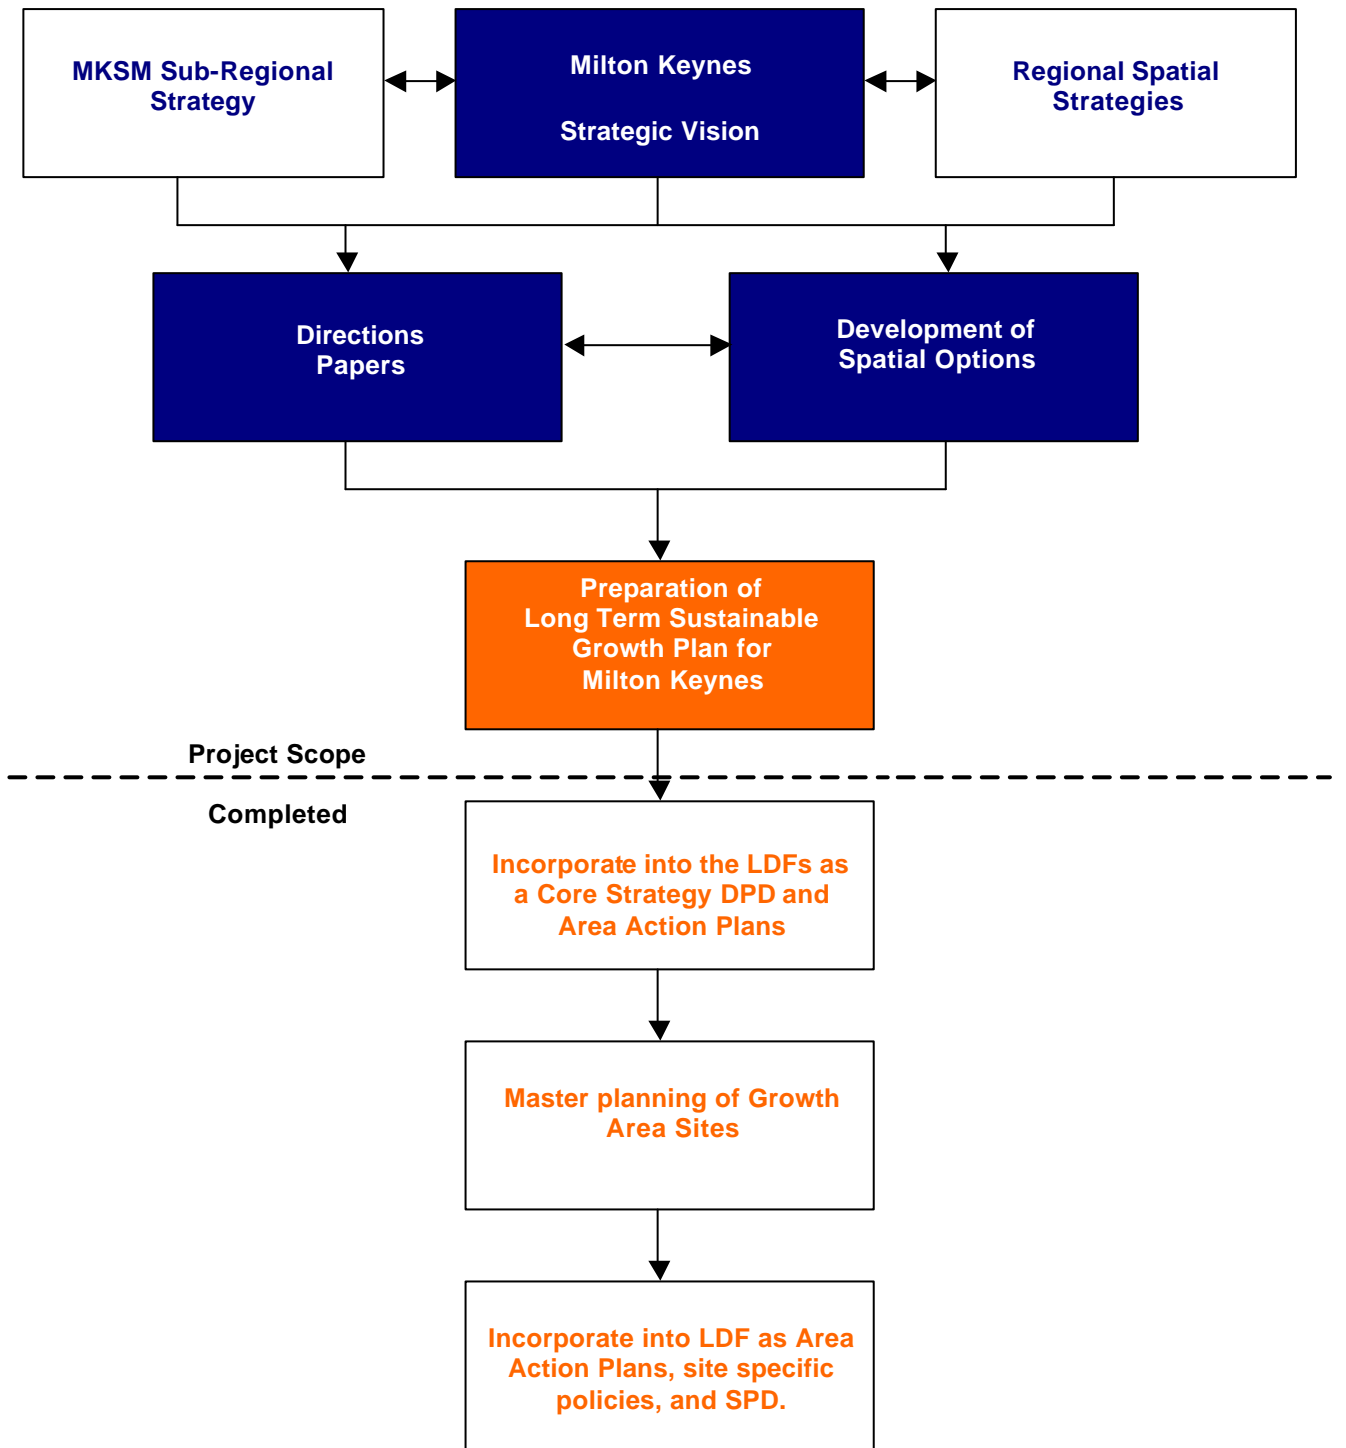 MKSM Sub-Regional
Strategy
Milton Keynes
Strategic Vision
Regional Spatial
Strategies
Directions
Papers
Development of
Spatial Options
Preparation of
Long Term Sustainable
Growth Plan for
Milton Keynes
Project Scope
Completed
Incorporate into the LDFs as
a Core Strategy DPD and
Area Action Plans
Master planning of Growth
Area Sites
Incorporate into LDF as Area
Action Plans, site specific
policies, and SPD.